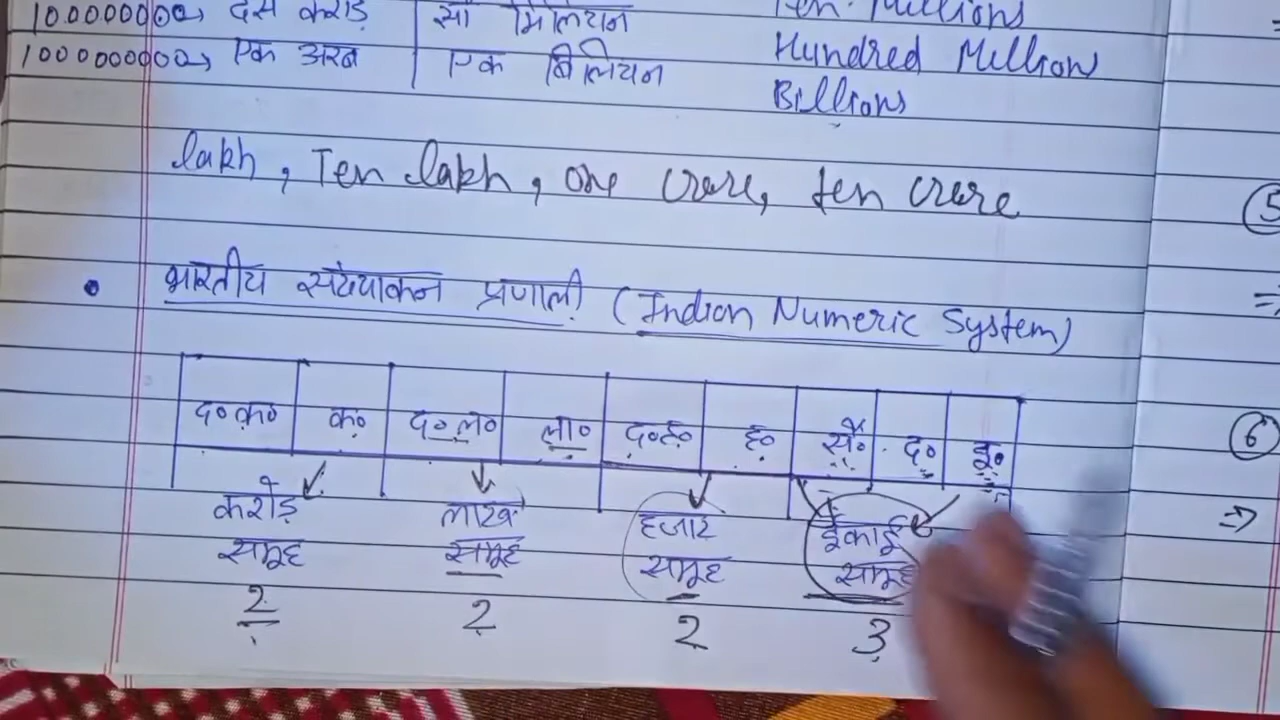 100000000→ दस करोड़ | सौ मिलियन Ten Millions
1000000000→ एक अरब | एक बिलियन Hundred Million
Billions
lakh, Ten lakh, one crore, ten crore
5
• भारतीय संख्यांकन प्रणाली (Indian Numeric System)
⇒
द०क० क० द०ल० ला० द०ह० ह० सै० द० इ०
6
करोड़ लाख हजार ईकाई
समूह समूह समूह समूह
⇒
2 2 2 3